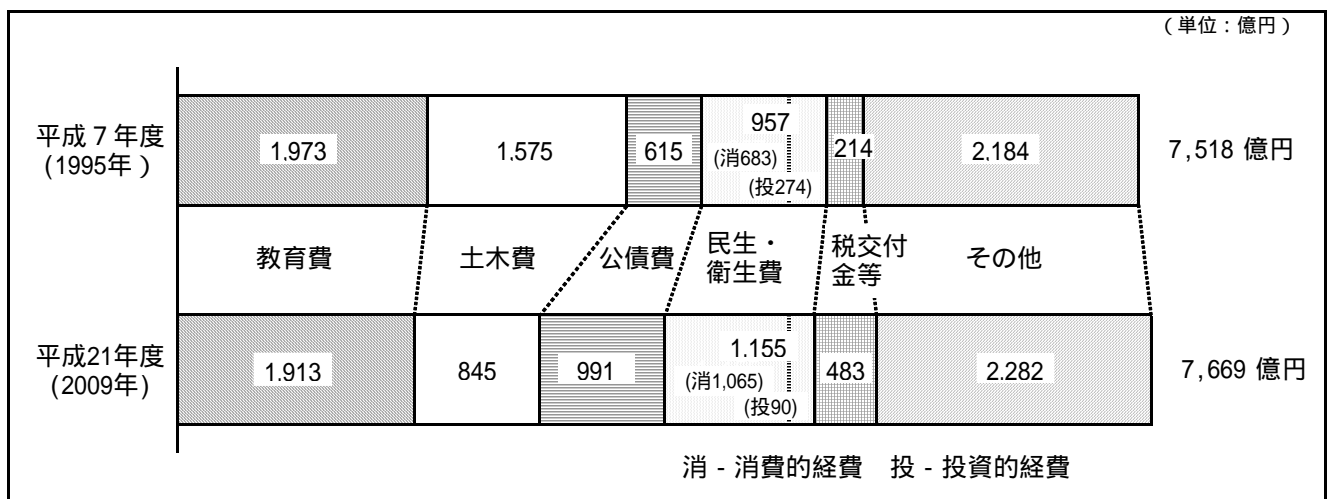 （単位：億円）
平成７年度
(1995年 )
1,973
1,575
615
957
(消683)
(投274)
214
2,184
7,518 億円
教育費
土木費
公債費
民生・
衛生費
税交付
金等
その他
平成21年度
(2009年)
1,913
845
991
1,155
(消1,065)
(投90)
483
2,282
7,669 億円
消 - 消費的経費　投 - 投資的経費